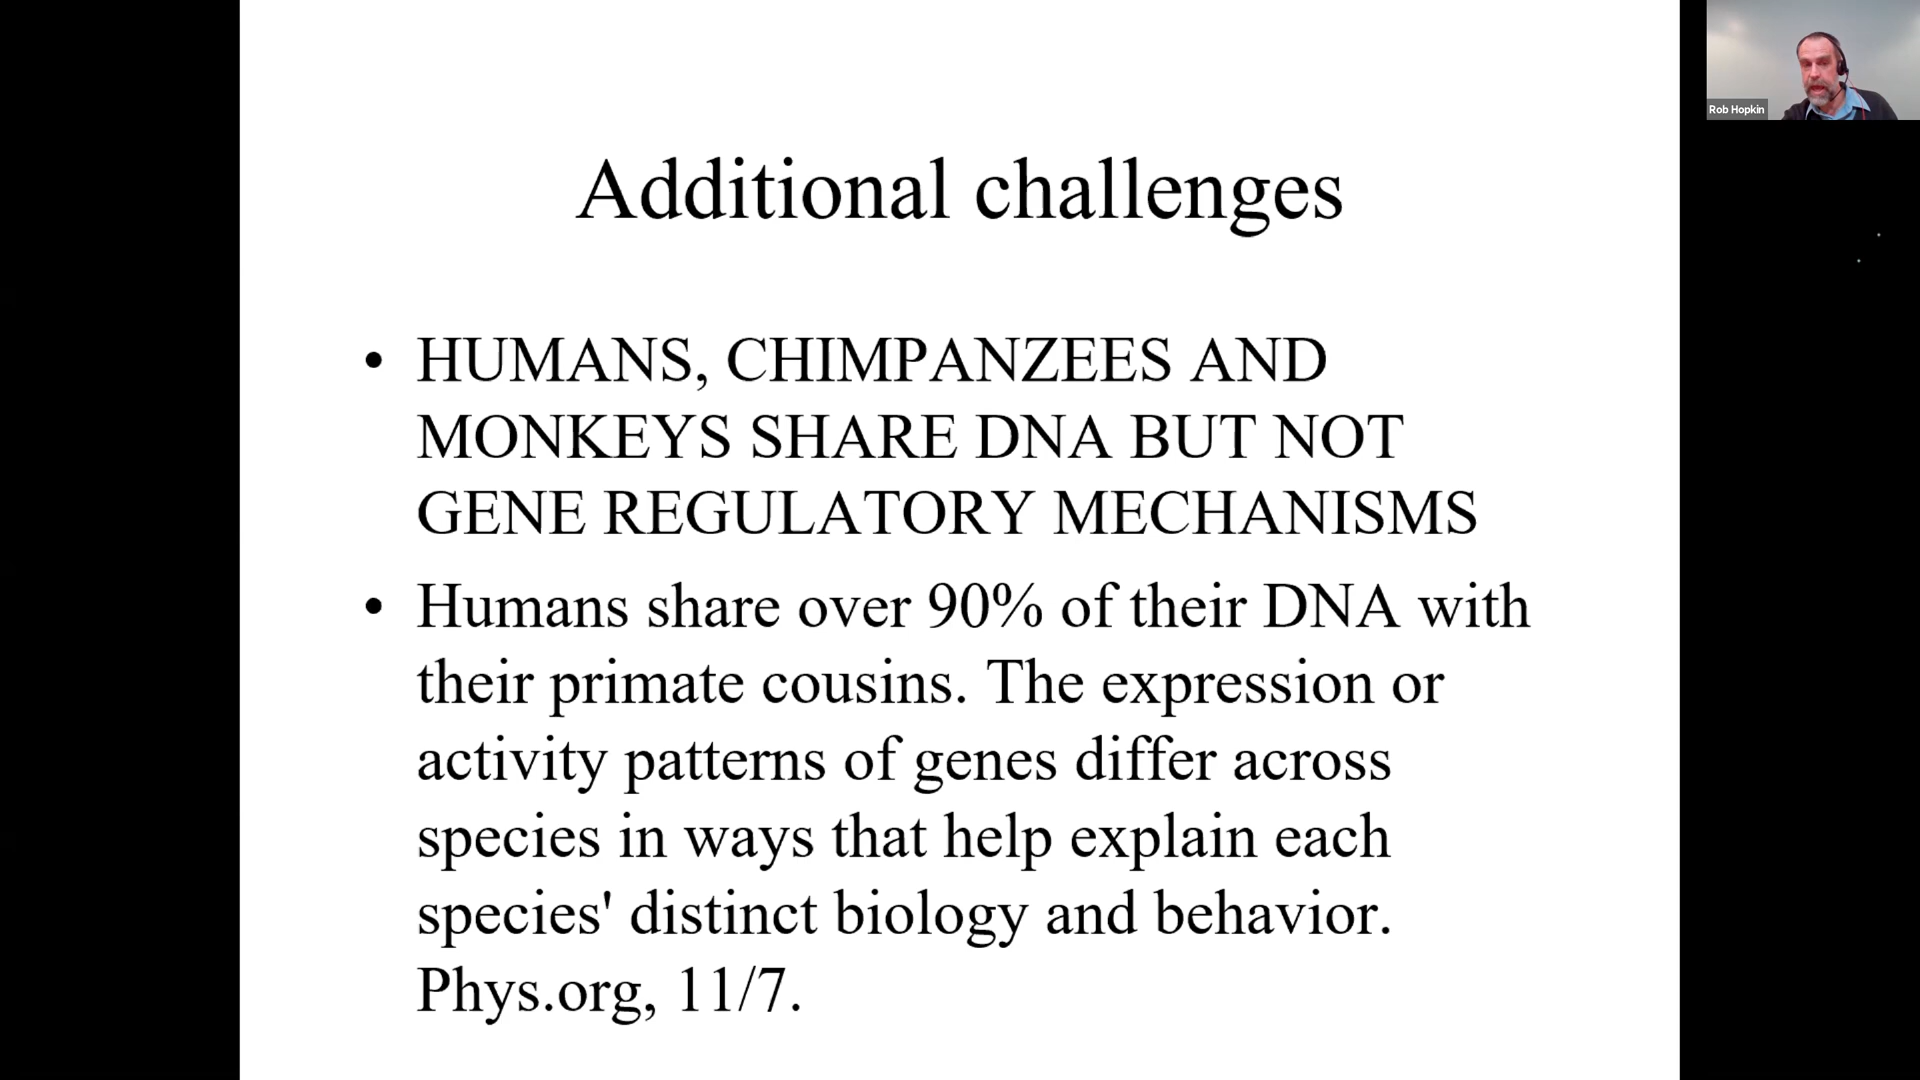 Additional challenges
• HUMANS, CHIMPANZEES AND
MONKEYS SHARE DNA BUT NOT
GENE REGULATORY MECHANISMS
• Humans share over 90% of their DNA with
their primate cousins. The expression or
activity patterns of genes differ across
species in ways that help explain each
species' distinct biology and behavior.
Phys.org, 11/7.
Rob Hopkin